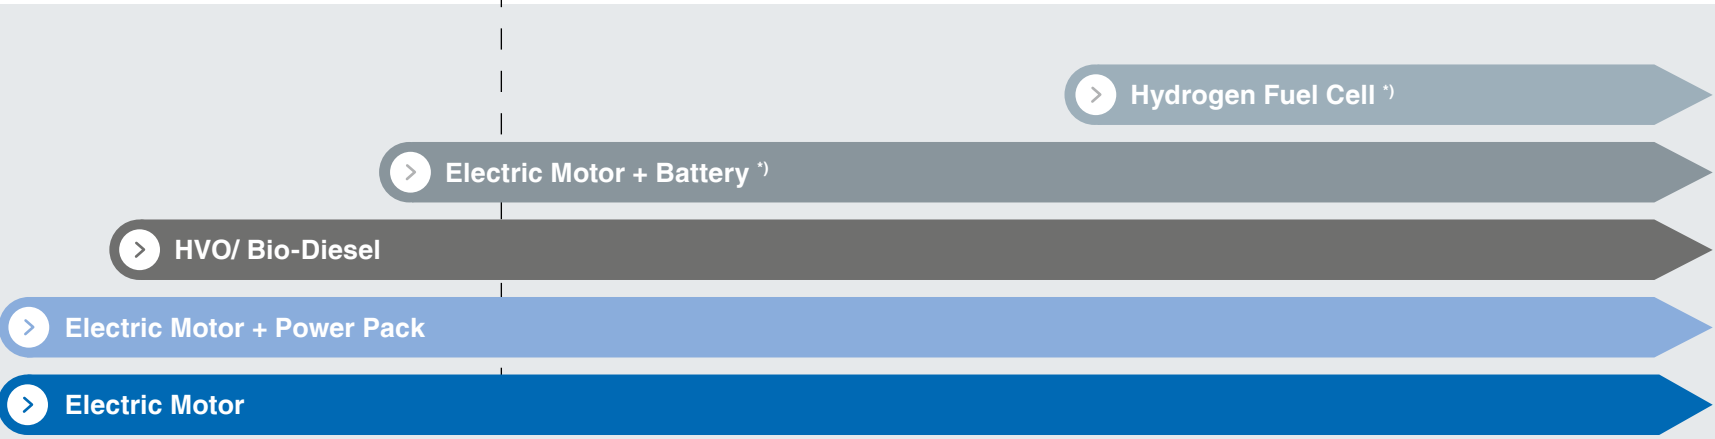 Hydrogen Fuel Cell *)
Electric Motor + Battery *)
HVO/ Bio-Diesel
Electric Motor + Power Pack
Electric Motor